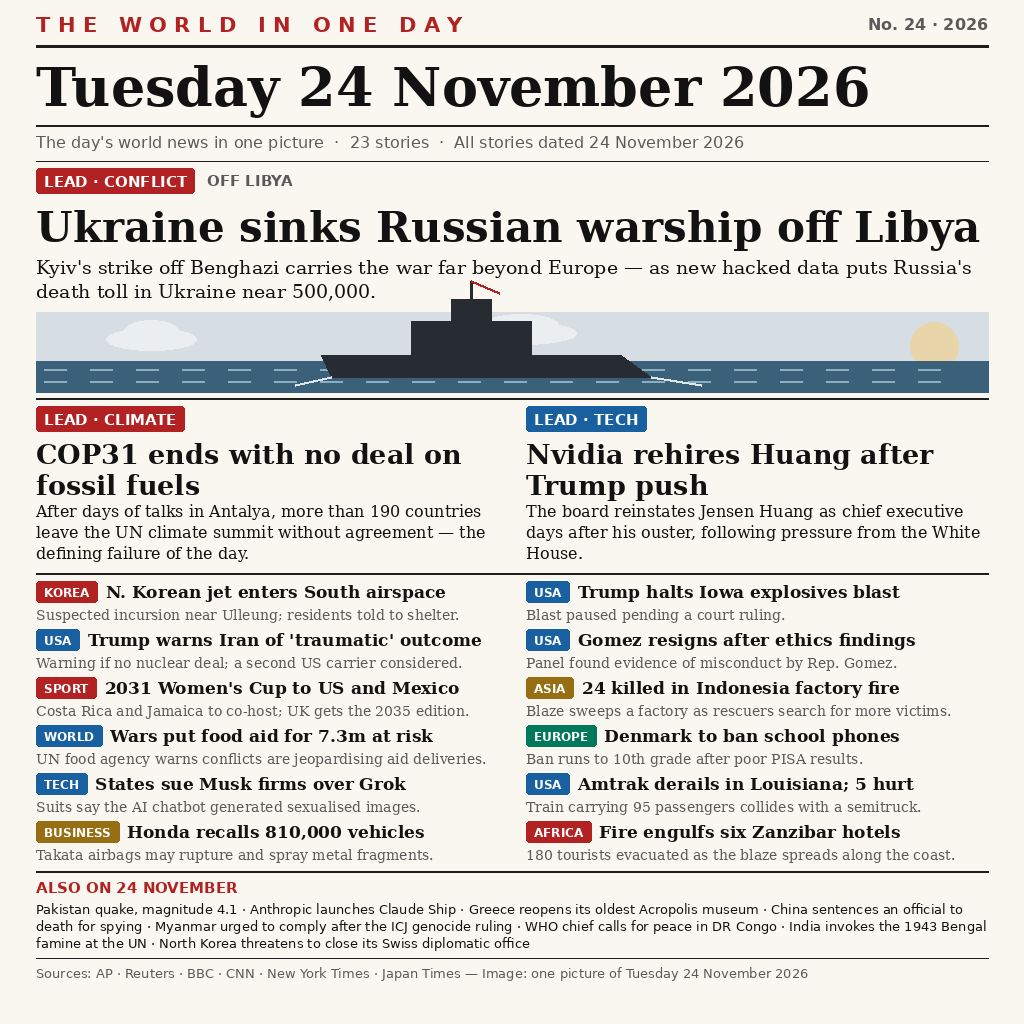 THE WORLD IN ONE DAY
No. 24 · 2026
Tuesday 24 November 2026
The day's world news in one picture · 23 stories · All stories dated 24 November 2026
LEAD · CONFLICT OFF LIBYA
Ukraine sinks Russian warship off Libya
Kyiv's strike off Benghazi carries the war far beyond Europe — as new hacked data puts Russia's
death toll in Ukraine near 500,000.
LEAD · CLIMATE
COP31 ends with no deal on
fossil fuels
After days of talks in Antalya, more than 190 countries
leave the UN climate summit without agreement — the
defining failure of the day.
LEAD · TECH
Nvidia rehires Huang after
Trump push
The board reinstates Jensen Huang as chief executive
days after his ouster, following pressure from the White
House.
KOREA N. Korean jet enters South airspace
Suspected incursion near Ulleung; residents told to shelter.
USA Trump warns Iran of 'traumatic' outcome
Warning if no nuclear deal; a second US carrier considered.
SPORT 2031 Women's Cup to US and Mexico
Costa Rica and Jamaica to co-host; UK gets the 2035 edition.
WORLD Wars put food aid for 7.3m at risk
UN food agency warns conflicts are jeopardising aid deliveries.
TECH States sue Musk firms over Grok
Suits say the AI chatbot generated sexualised images.
BUSINESS Honda recalls 810,000 vehicles
Takata airbags may rupture and spray metal fragments.
USA Trump halts Iowa explosives blast
Blast paused pending a court ruling.
USA Gomez resigns after ethics findings
Panel found evidence of misconduct by Rep. Gomez.
ASIA 24 killed in Indonesia factory fire
Blaze sweeps a factory as rescuers search for more victims.
EUROPE Denmark to ban school phones
Ban runs to 10th grade after poor PISA results.
USA Amtrak derails in Louisiana; 5 hurt
Train carrying 95 passengers collides with a semitruck.
AFRICA Fire engulfs six Zanzibar hotels
180 tourists evacuated as the blaze spreads along the coast.
ALSO ON 24 NOVEMBER
Pakistan quake, magnitude 4.1 · Anthropic launches Claude Ship · Greece reopens its oldest Acropolis museum · China sentences an official to
death for spying · Myanmar urged to comply after the ICJ genocide ruling · WHO chief calls for peace in DR Congo · India invokes the 1943 Bengal
famine at the UN · North Korea threatens to close its Swiss diplomatic office
Sources: AP · Reuters · BBC · CNN · New York Times · Japan Times — Image: one picture of Tuesday 24 November 2026